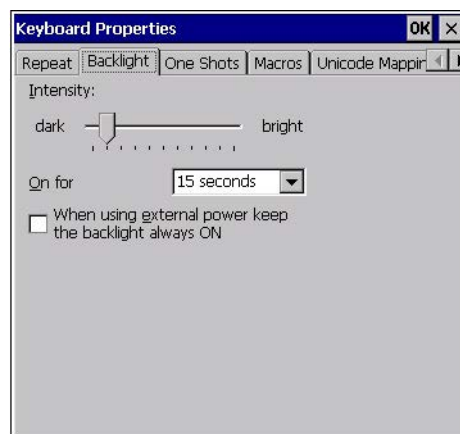 Keyboard Properties OK ×
Repeat Backlight One Shots Macros Unicode Mappin
Intensity:
dark bright
On for 15 seconds
When using external power keep
the backlight always ON